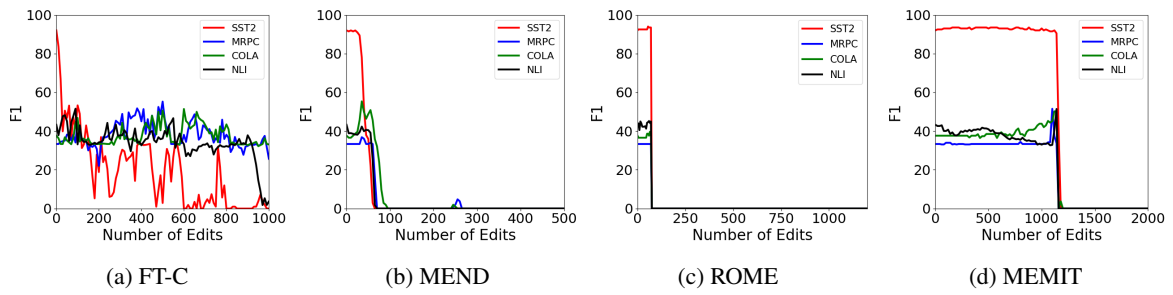 100
80
60
40
20
0
F1
SST2
MRPC
COLA
NLI
0 200 400 600 800 1000
Number of Edits
(a) FT-C
100
80
60
40
20
0
F1
SST2
MRPC
COLA
NLI
0 100 200 300 400 500
Number of Edits
(b) MEND
100
80
60
40
20
0
F1
SST2
MRPC
COLA
NLI
0 250 500 750 1000
Number of Edits
(c) ROME
100
80
60
40
20
0
F1
SST2
MRPC
COLA
NLI
0 500 1000 1500 2000
Number of Edits
(d) MEMIT